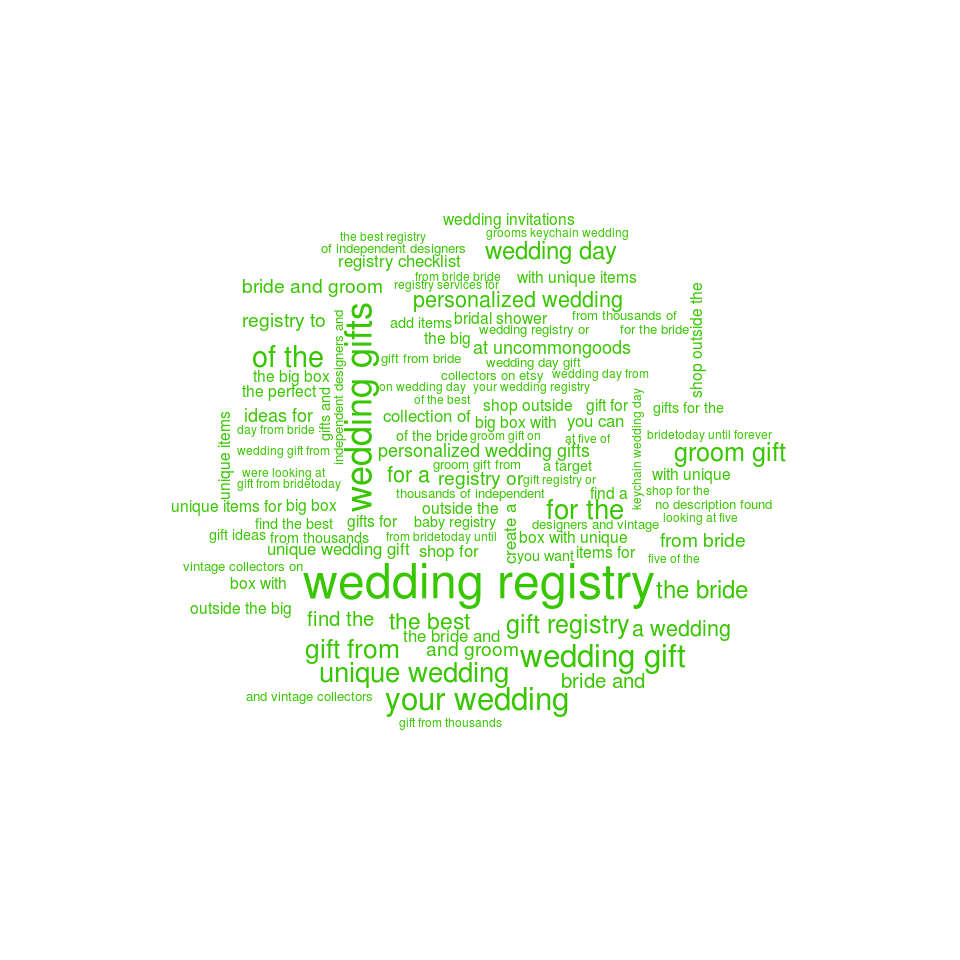 wedding invitations
the best registry
grooms keychain wedding
of independent designers
wedding day
registry checklist
from bride bride
with unique items
bride and groom
registry services for
personalized wedding
shop outside the
registry to
add items
bridal shower
from thousands of
wedding registry or
for the bride
the big
wedding gifts
independent designers and
at uncommongoods
of the
gift from bride
wedding day gift
the big box
collectors on etsy
wedding day from
the perfect
on wedding day
your wedding registry
gifts and
of the best
shop outside
gift for
gifts for the
ideas for
collection of
big box with
you can
day from bride
of the bride
groom gift on
at five of
bridetoday until forever
unique items
wedding gift from
personalized wedding gifts
groom gift
keychain wedding day
were looking at
for a
groom gift from
a target
with unique
gift from bridetoday
registry or
gift registry or
thousands of independent
find a
shop for the
unique items for
big box
outside the
for the
no description found
find the best
gifts for
baby registry
designers and vintage
looking at five
gift ideas
from thousands
from bridetoday until
create a
box with unique
from bride
unique wedding gift
shop for
you want
items for
five of the
vintage collectors on
box with
wedding registry
the bride
outside the big
find the
the best
gift registry
a wedding
the bride and
gift from
and groom
wedding gift
unique wedding
bride and
and vintage collectors
your wedding
gift from thousands